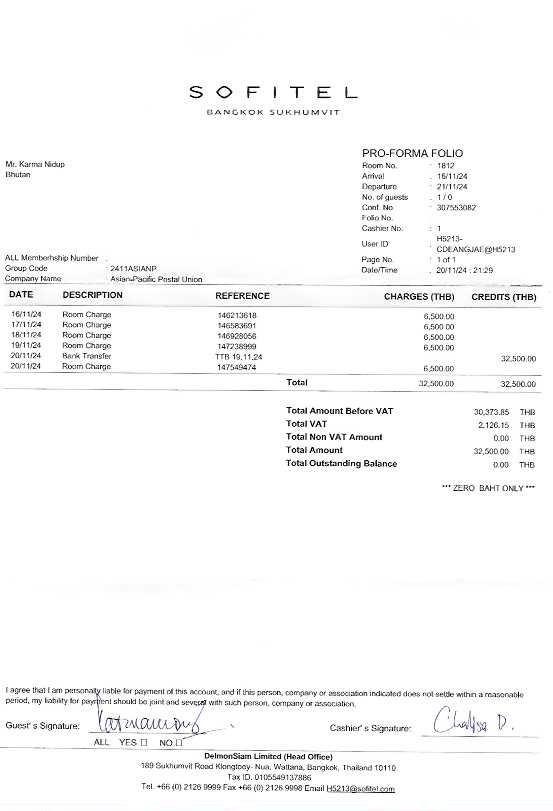 SOFITEL
BANGKOK SUKHUMVIT
Mr. Karma Nidup
Bhutan
PRO-FORMA FOLIO
Room No. : 1812
Arrival . 16/11/24
Departure : 21/11/24
No. of guests . 1 / 0
Conf. No : 307553082
Folio No.
Cashier No. : 1
User ID : H5213-CDEANGJAE@H5213
Page No. : 1 of 1
Date/Time . 20/11/24 : 21:29
ALL Memberhship Number .
Group Code : 2411ASIANP
Company Name : Asian-Pacific Postal Union
DATE DESCRIPTION REFERENCE CHARGES (THB) CREDITS (THB)
16/11/24 Room Charge 146213618 6,500.00
17/11/24 Room Charge 146583691 6,500.00
18/11/24 Room Charge 146928056 6,500.00
19/11/24 Room Charge 147238999 6,500.00
20/11/24 Bank Transfer TTB 19.11.24 32,500.00
20/11/24 Room Charge 147549474 6,500.00
Total 32,500.00 32,500.00
Total Amount Before VAT 30,373.85 THB
Total VAT 2,126.15 THB
Total Non VAT Amount 0.00 THB
Total Amount 32,500.00 THB
Total Outstanding Balance 0.00 THB
*** ZERO BAHT ONLY ***
I agree that I am personally liable for payment of this account, and if this person, company or association indicated does not settle within a reasonable
period, my liability for payment should be joint and several with such person, company or association.
Guest's Signature: Cashier's Signature:
ALL YES ☐ NO ☐
DelmonSiam Limited (Head Office)
189 Sukhumvit Road Klongtooy- Nua, Wattana, Bangkok, Thailand 10110
Tax ID. 0105549137886
Tel. +66 (0) 2126 9999 Fax +66 (0) 2126 9998 Email H5213@sofitel.com